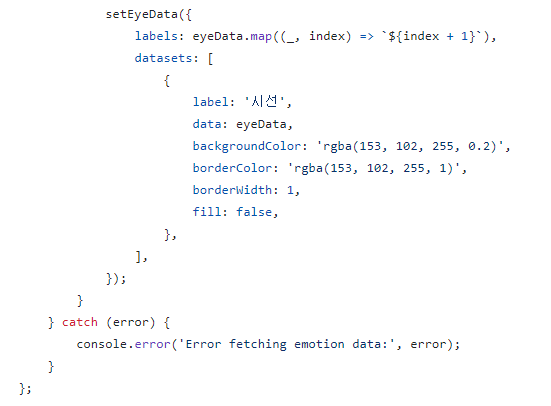 setEyeData({
labels: eyeData.map((_, index) => `${index + 1}`),
datasets: [
{
label: '시선',
data: eyeData,
backgroundColor: 'rgba(153, 102, 255, 0.2)',
borderColor: 'rgba(153, 102, 255, 1)',
borderWidth: 1,
fill: false,
},
],
});
}
} catch (error) {
console.error('Error fetching emotion data:', error);
}
};